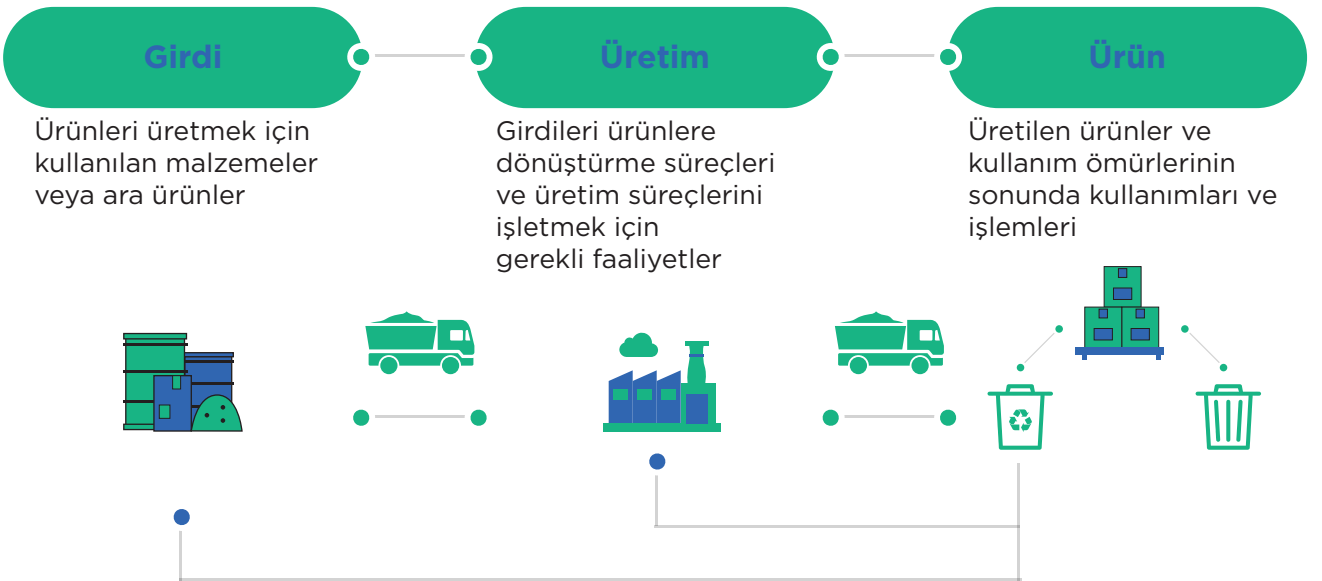 Girdi
Ürünleri üretmek için
kullanılan malzemeler
veya ara ürünler
Üretim
Girdileri ürünlere
dönüştürme süreçleri
ve üretim süreçlerini
işletmek için
gerekli faaliyetler
Ürün
Üretilen ürünler ve
kullanım ömürlerinin
sonunda kullanımları ve
işlemleri